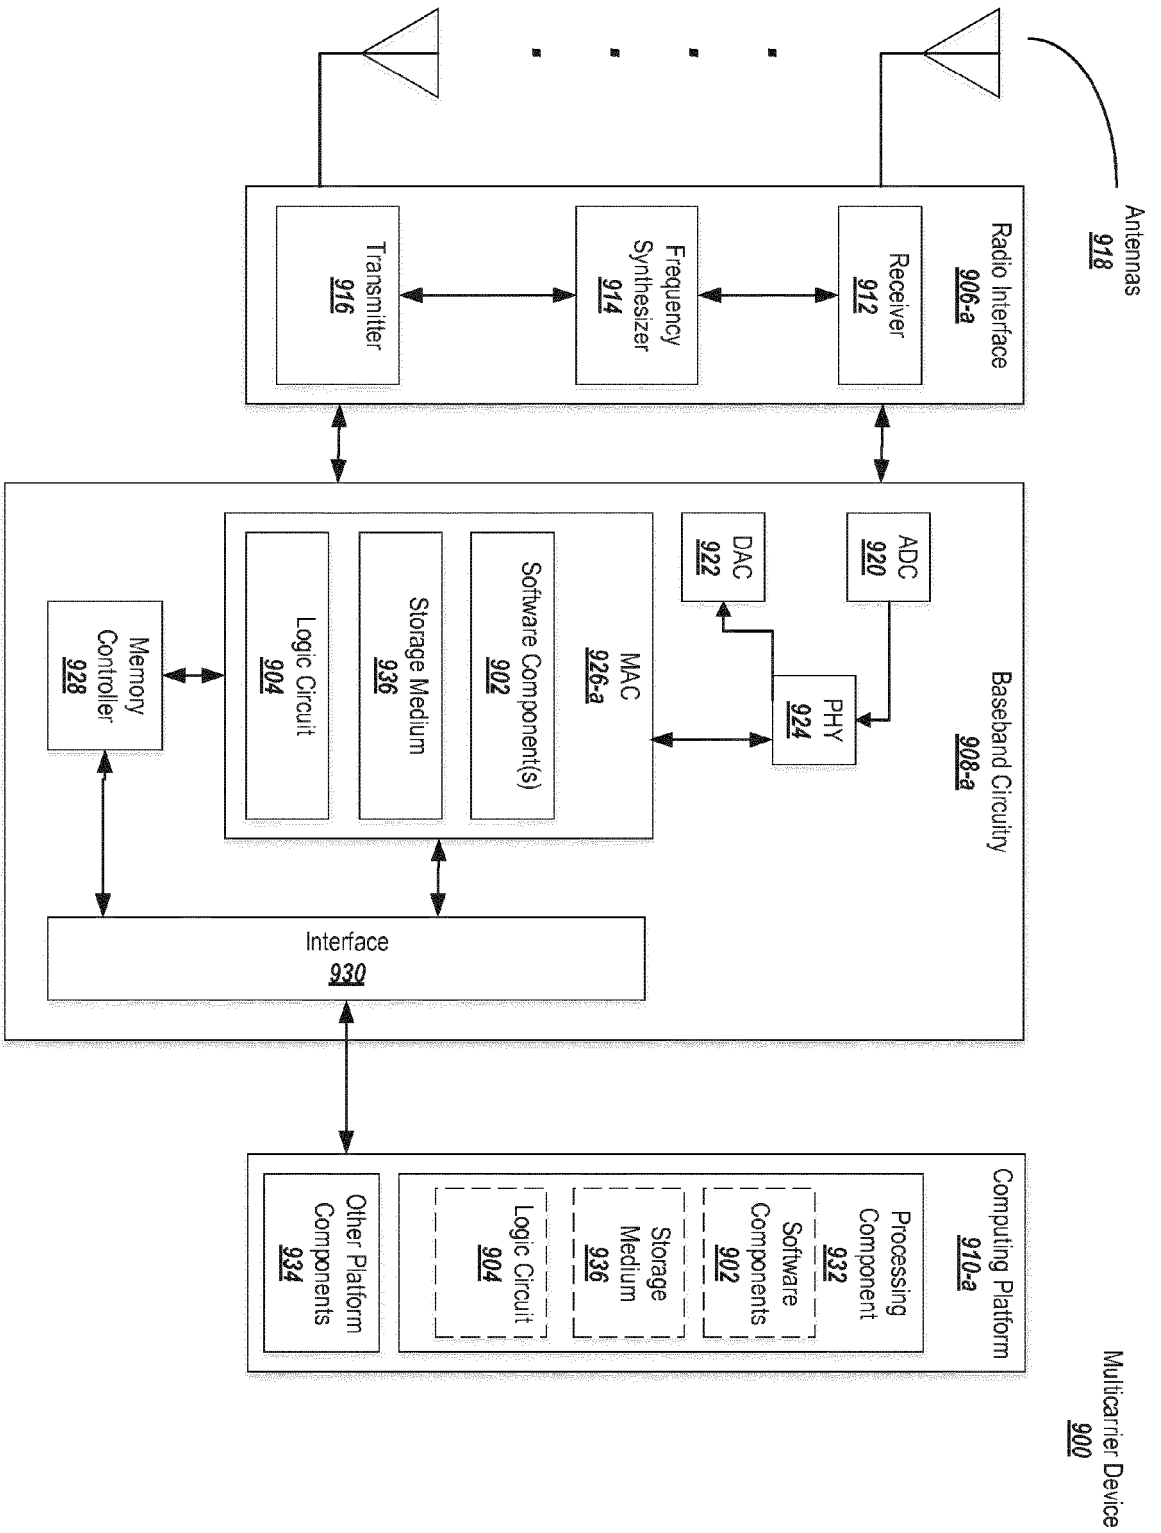 Multicarrier Device
900
Antennas
918
Radio Interface
906-a
Receiver
912
Frequency
Synthesizer
914
Transmitter
916
Baseband Circuitry
908-a
ADC
920
DAC
922
PHY
924
MAC
926-a
Software Component(s)
902
Storage Medium
936
Logic Circuit
904
Memory
Controller
928
Interface
930
Computing Platform
910-a
Processing
Component
932
Software
Components
902
Storage
Medium
936
Logic Circuit
904
Other Platform
Components
934